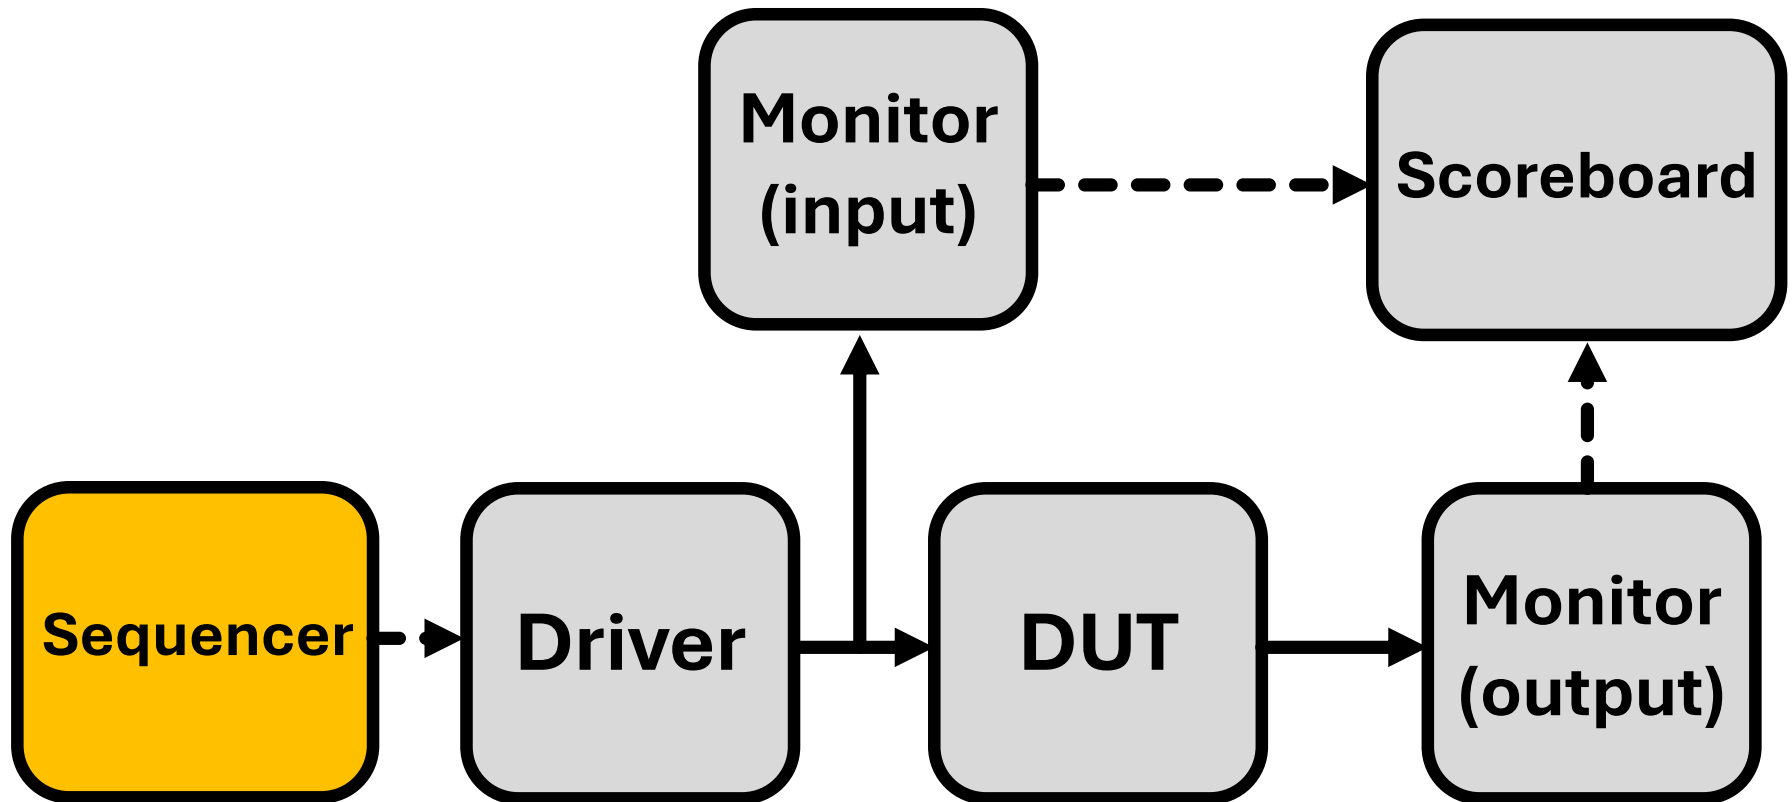 Monitor
(input)
Scoreboard
Sequencer
Driver
DUT
Monitor
(output)